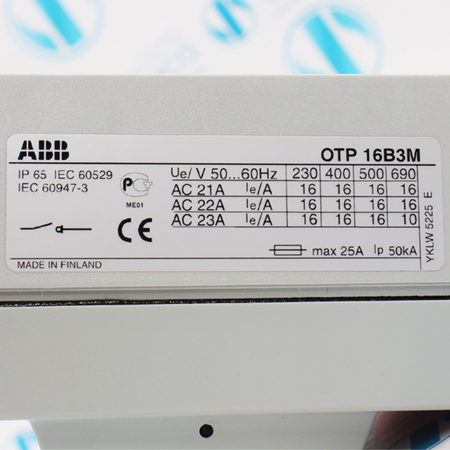 ABB OTP 16B3M
IP 65 IEC 60529
IEC 60947-3
PC
ME01
CE
MADE IN FINLAND
Ue/ V 50...60Hz 230 400 500 690
AC 21A Ie/A 16 16 16 16
AC 22A Ie/A 16 16 16 16
AC 23A Ie/A 16 16 16 10
max 25A Ip 50kA
YKLW 5225 E